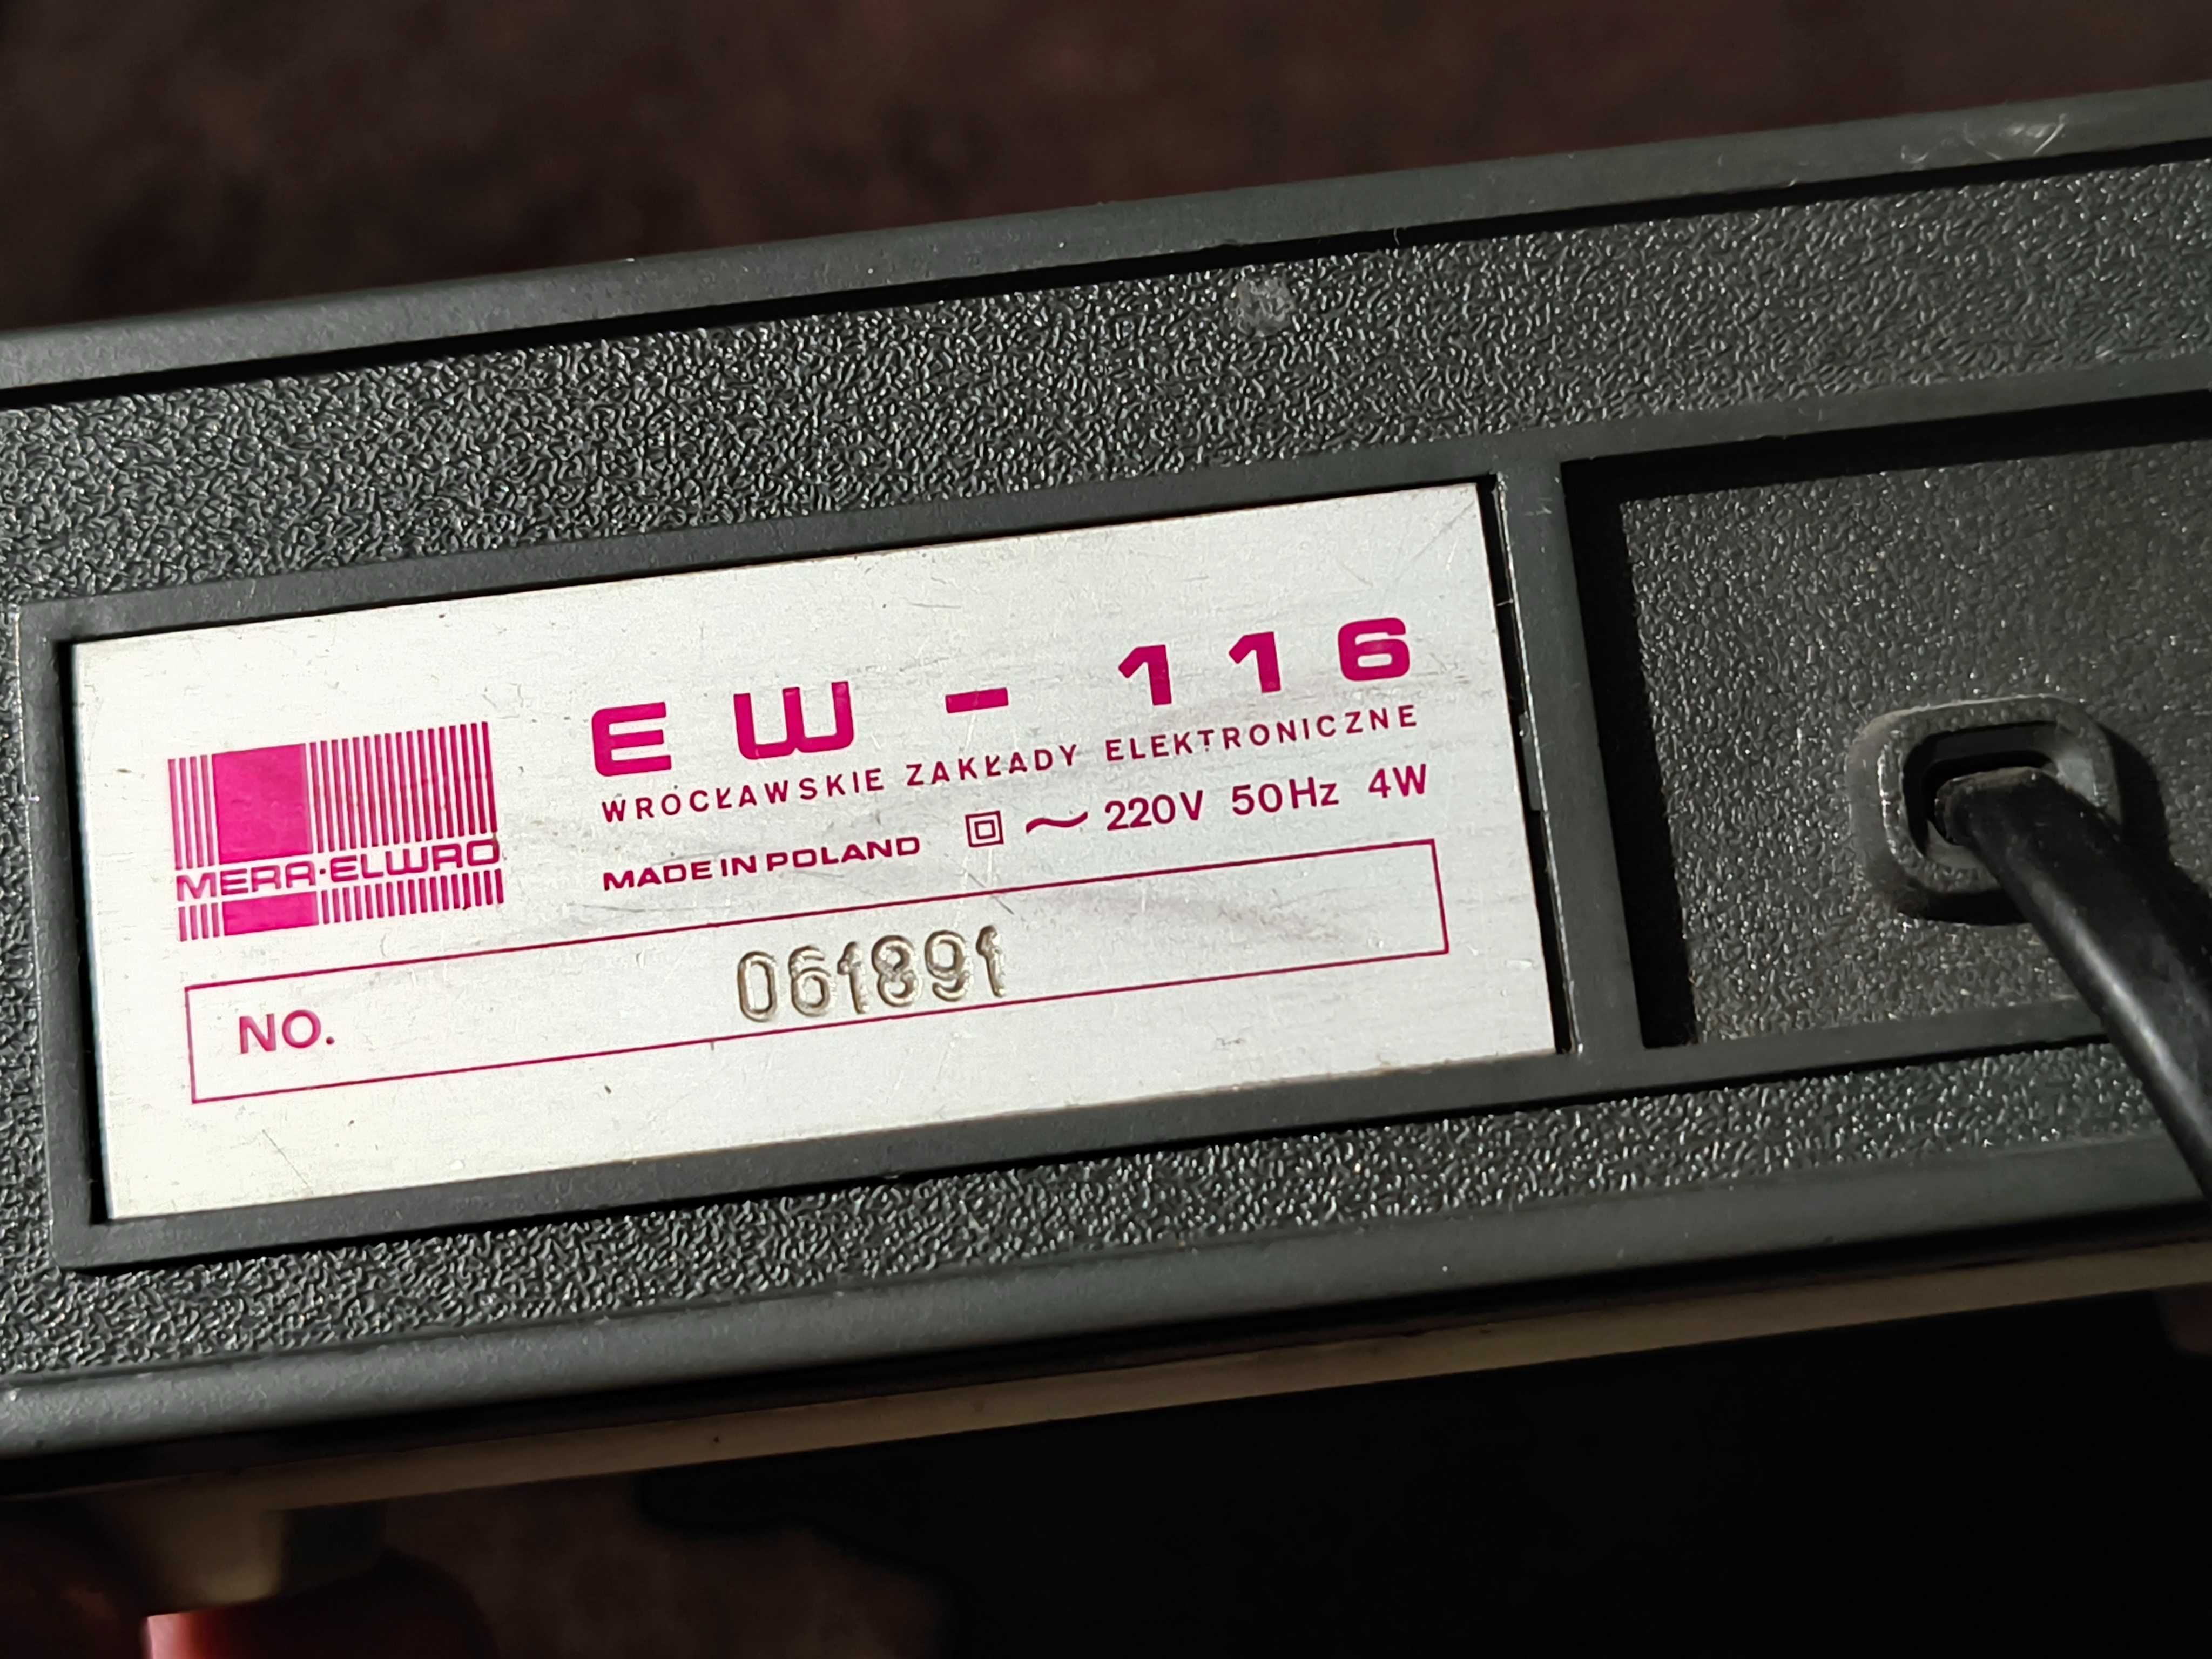 MERA·ELWRO
EW-116
WROCŁAWSKIE ZAKŁADY ELEKTRONICZNE
MADE IN POLAND ~ 220V 50Hz 4W
NO. 061891